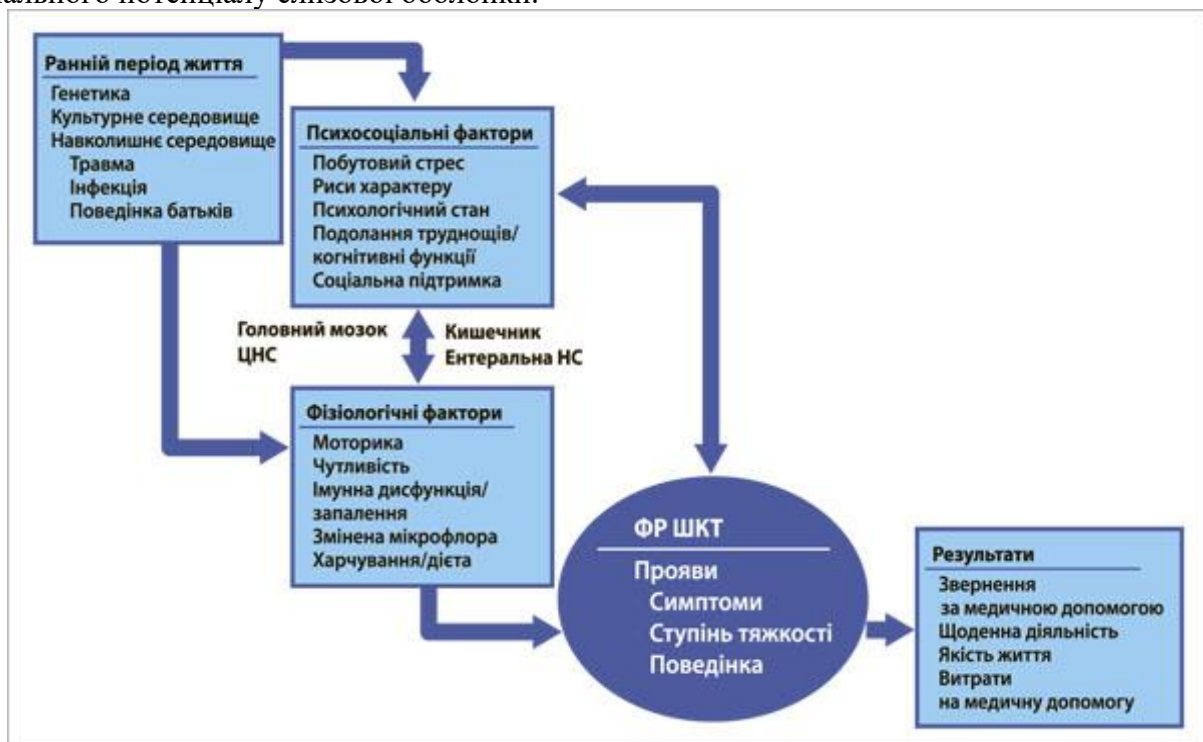 слизової оболонки.
Ранній період життя
Генетика
Культурне середовище
Навколишнє середовище
Травма
Інфекція
Поведінка батьків
Психосоціальні фактори
Побутовий стрес
Риси характеру
Психологічний стан
Подолання труднощів/
когнітивні функції
Соціальна підтримка
Головний мозок
ЦНС
Кишечник
Ентеральна НС
Фізіологічні фактори
Моторика
Чутливість
Імунна дисфункція/
запалення
Змінена мікрофлора
Харчування/дієта
ФР ШКТ
Прояви
Симптоми
Ступінь тяжкості
Поведінка
Результати
Звернення
за медичною допомогою
Щоденна діяльність
Якість життя
Витрати
на медичну допомогу